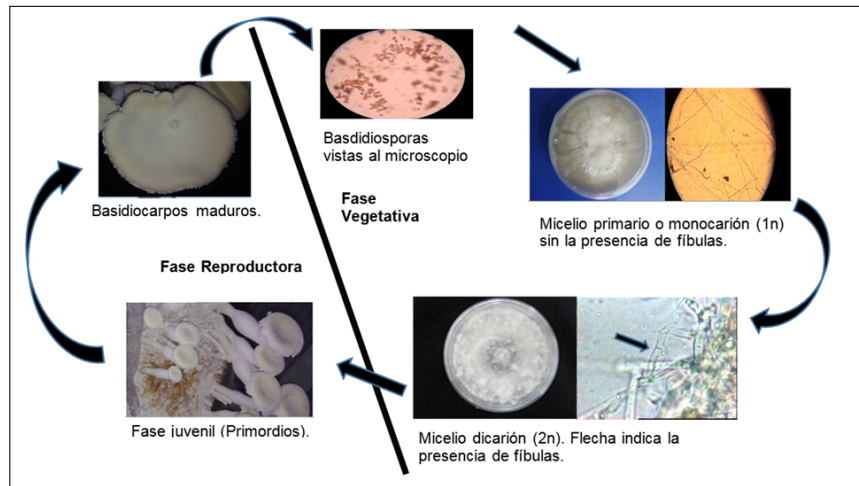 Basdidiosporas
vistas al microscopio
Fase
Vegetativa
Micelio primario o monocarión (1n)
sin la presencia de fíbulas.
Basidiocarpos maduros.
Fase Reproductora
Fase juvenil (Primordios).
Micelio dicarión (2n). Flecha indica la
presencia de fíbulas.